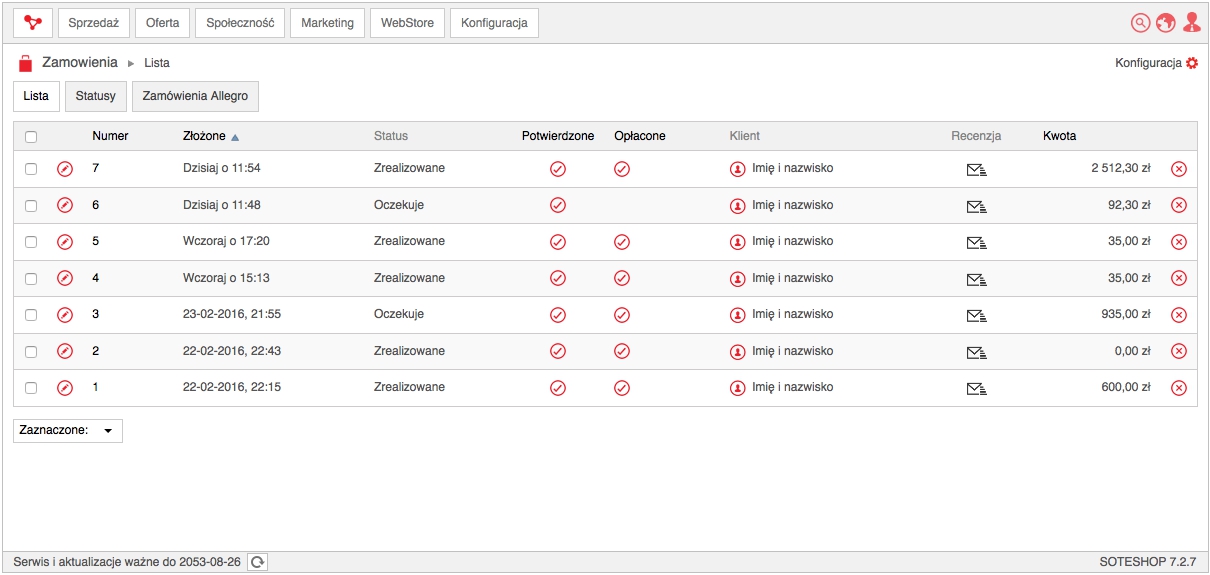 Sprzedaż Oferta Społeczność Marketing WebStore Konfiguracja
Zamowienia Lista Konfiguracja
Lista Statusy Zamówienia Allegro
Numer Złożone Status Potwierdzone Opłacone Klient Recenzja Kwota
7 Dzisiaj o 11:54 Zrealizowane Imię i nazwisko 2 512,30 zł
6 Dzisiaj o 11:48 Oczekuje Imię i nazwisko 92,30 zł
5 Wczoraj o 17:20 Zrealizowane Imię i nazwisko 35,00 zł
4 Wczoraj o 15:13 Zrealizowane Imię i nazwisko 35,00 zł
3 23-02-2016, 21:55 Oczekuje Imię i nazwisko 935,00 zł
2 22-02-2016, 22:43 Zrealizowane Imię i nazwisko 0,00 zł
1 22-02-2016, 22:15 Zrealizowane Imię i nazwisko 600,00 zł
Zaznaczone:
Serwis i aktualizacje ważne do 2053-08-26 SOTESHOP 7.2.7